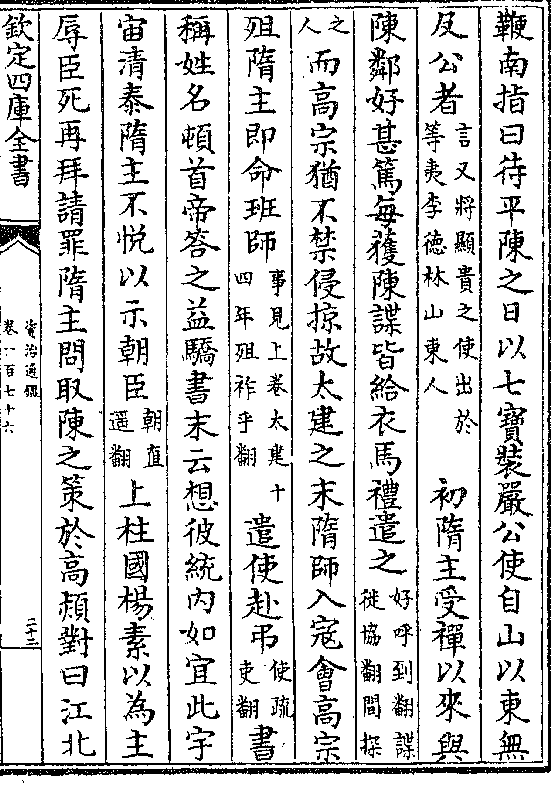 鞭南指曰待平陳之日以七寶裝嚴公使自山以東無
及公者言又將顯貴之使出於等夷李德林山東人 初隋主受禪以來與
陳鄰好甚篤每獲陳諜皆給衣馬禮遣之好呼到翻諜徒協翻間探
之人而高宗猶不禁侵掠故太建之末隋師入寇會高宗
殂隋主即命班師事見上卷太建十四年殂祚乎翻遣使赴弔使疏吏翻書
稱姓名頓首帝答之益驕書末云想彼統內如宜此宇
宙清泰隋主不悅以示朝臣朝直遥翻上柱國楊素以為主
辱臣死再拜請罪隋主問取陳之策於高熲對曰江北
欽定四庫全書
資治通鑑
卷一百七十六
二十二